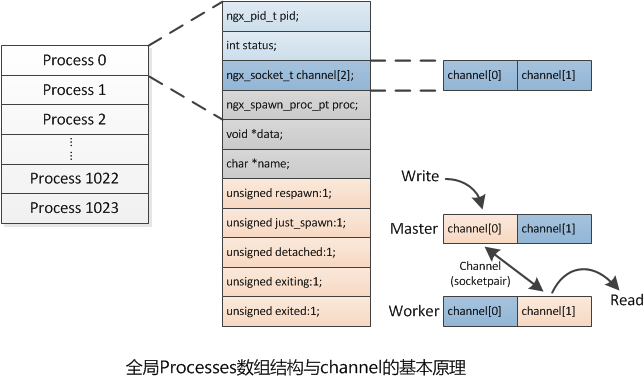 Process 0
Process 1
Process 2
Process 1022
Process 1023
ngx_pid_t pid;
int status;
ngx_socket_t channel[2];
ngx_spawn_proc_pt proc;
void *data;
char *name;
unsigned respawn:1;
unsigned just_spawn:1;
unsigned detached:1;
unsigned exiting:1;
unsigned exited:1;
channel[0] channel[1]
Write
Master channel[0] channel[1]
Channel
(socketpair)
Worker channel[0] channel[1]
Read
全局Processes数组结构与channel的基本原理